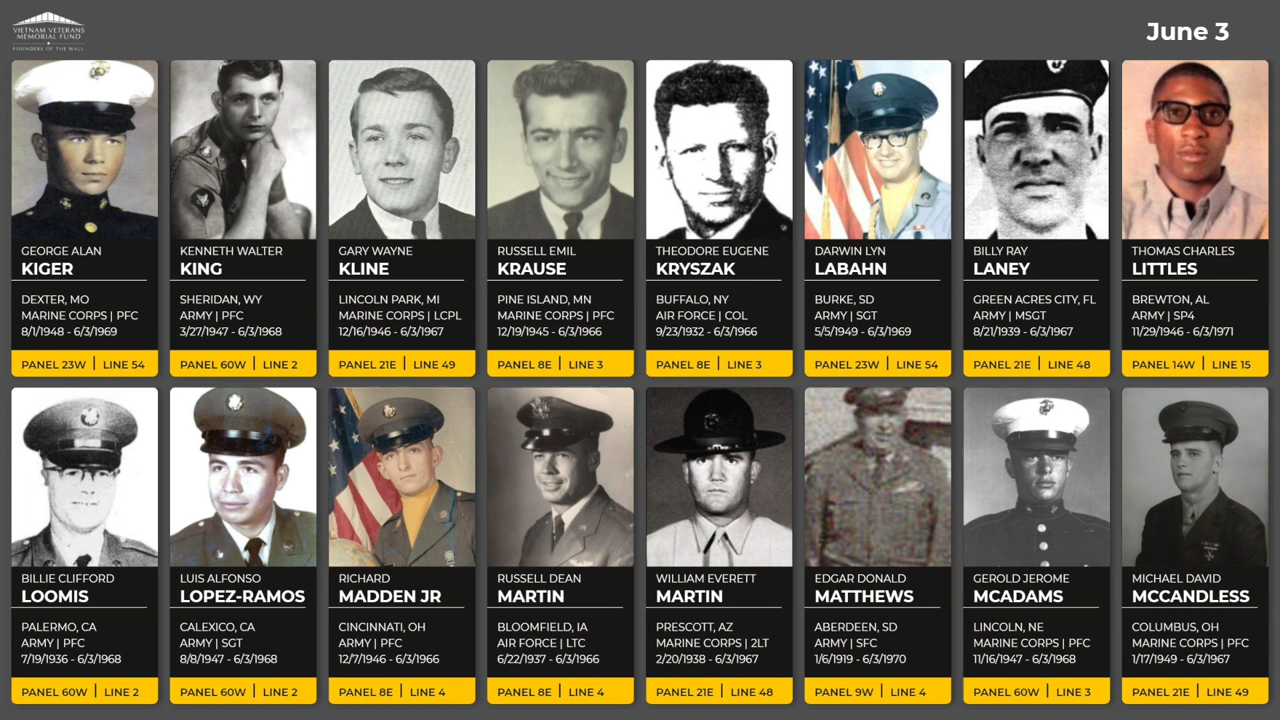 VIETNAM VETERANS
MEMORIAL FUND
FOUNDERS OF THE WALL
June 3
GEORGE ALAN
KIGER
DEXTER, MO
MARINE CORPS | PFC
8/1/1948 - 6/3/1969
PANEL 23W | LINE 54
KENNETH WALTER
KING
SHERIDAN, WY
ARMY | PFC
3/27/1947 - 6/3/1968
PANEL 60W | LINE 2
GARY WAYNE
KLINE
LINCOLN PARK, MI
MARINE CORPS | LCPL
12/16/1946 - 6/3/1967
PANEL 21E | LINE 49
RUSSELL EMIL
KRAUSE
PINE ISLAND, MN
MARINE CORPS | PFC
12/19/1945 - 6/3/1966
PANEL 8E | LINE 3
THEODORE EUGENE
KRYSZAK
BUFFALO, NY
AIR FORCE | COL
9/23/1932 - 6/3/1966
PANEL 8E | LINE 3
DARWIN LYN
LABAHN
BURKE, SD
ARMY | SGT
5/5/1949 - 6/3/1969
PANEL 23W | LINE 54
BILLY RAY
LANEY
GREEN ACRES CITY, FL
ARMY | MSGT
8/21/1939 - 6/3/1967
PANEL 21E | LINE 48
THOMAS CHARLES
LITTLES
BREWTON, AL
ARMY | SP4
11/29/1946 - 6/3/1971
PANEL 14W | LINE 15
BILLIE CLIFFORD
LOOMIS
PALERMO, CA
ARMY | PFC
7/19/1936 - 6/3/1968
PANEL 60W | LINE 2
LUIS ALFONSO
LOPEZ-RAMOS
CALEXICO, CA
ARMY | SGT
8/8/1947 - 6/3/1968
PANEL 60W | LINE 2
RICHARD
MADDEN JR
CINCINNATI, OH
ARMY | PFC
12/7/1946 - 6/3/1966
PANEL 8E | LINE 4
RUSSELL DEAN
MARTIN
BLOOMFIELD, IA
AIR FORCE | LTC
6/22/1937 - 6/3/1966
PANEL 8E | LINE 4
WILLIAM EVERETT
MARTIN
PRESCOTT, AZ
MARINE CORPS | 2LT
2/20/1938 - 6/3/1967
PANEL 21E | LINE 48
EDGAR DONALD
MATTHEWS
ABERDEEN, SD
ARMY | SFC
1/6/1919 - 6/3/1970
PANEL 9W | LINE 4
GEROLD JEROME
MCADAMS
LINCOLN, NE
MARINE CORPS | PFC
11/16/1947 - 6/3/1968
PANEL 60W | LINE 3
MICHAEL DAVID
MCCANDLESS
COLUMBUS, OH
MARINE CORPS | PFC
1/17/1949 - 6/3/1967
PANEL 21E | LINE 49